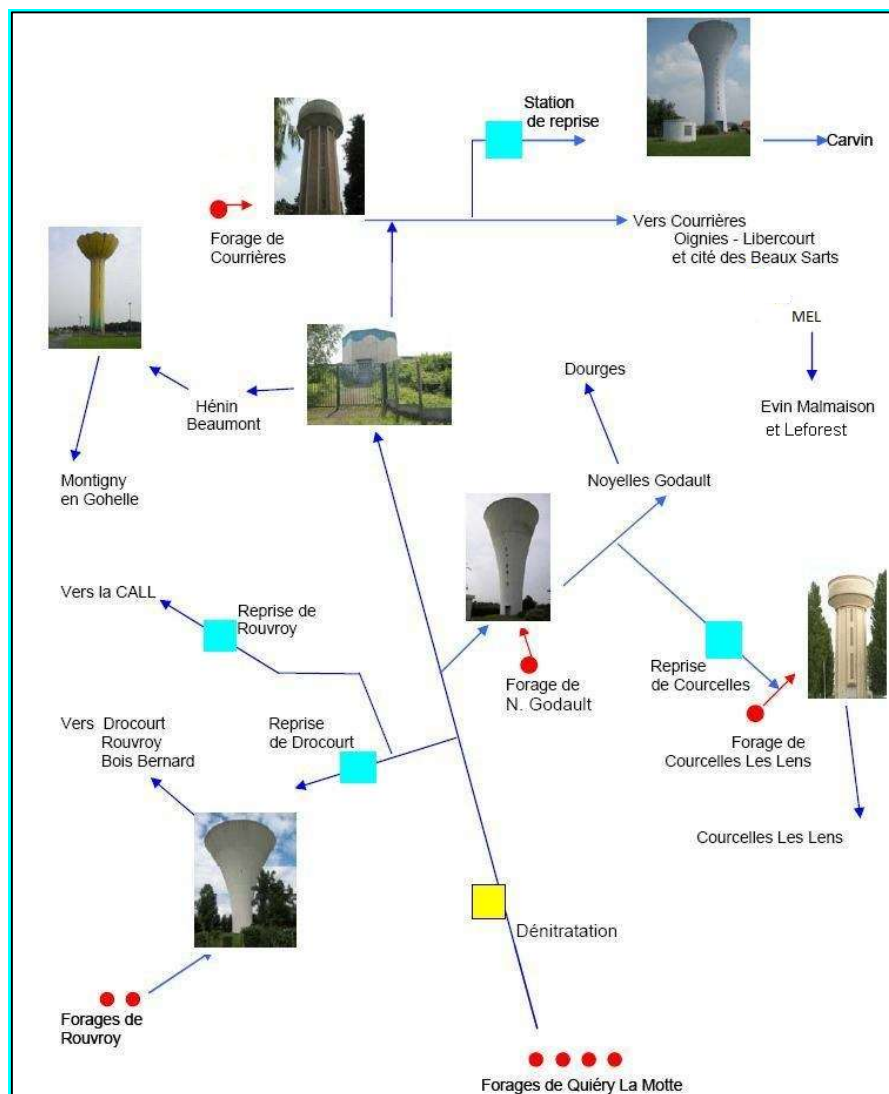 Station
de reprise
Carvin
Forage de
Courrières
Vers Courrières
Oignies - Libercourt
et cité des Beaux Sarts
MEL
Dourges
Evin Malmaison
et Leforest
Hénin
Beaumont
Montigny
en Gohelle
Noyelles Godault
Vers la CALL
Reprise de
Rouvroy
Forage de
N. Godault
Reprise
de Courcelles
Vers Drocourt
Rouvroy
Bois Bernard
Reprise
de Drocourt
Forage de
Courcelles Les Lens
Courcelles Les Lens
Dénitratation
Forages de
Rouvroy
Forages de Quiéry La Motte